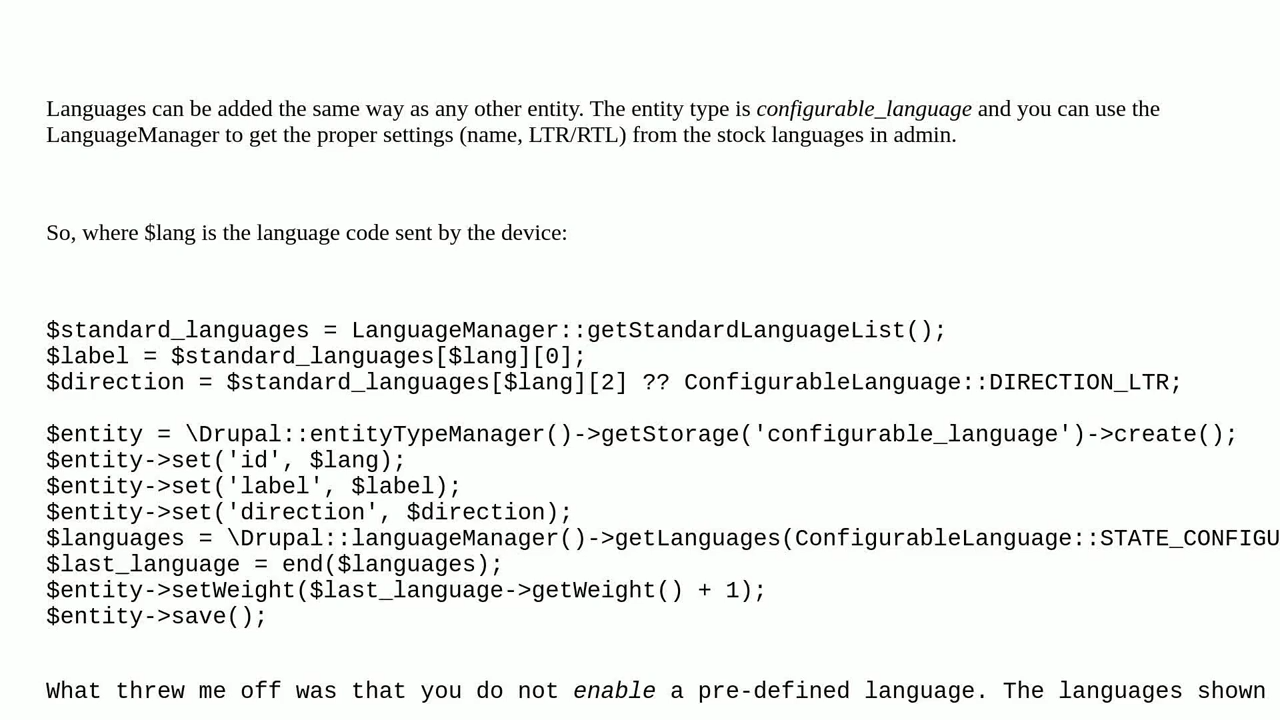 Languages can be added the same way as any other entity. The entity type is configurable_language and you can use the
LanguageManager to get the proper settings (name, LTR/RTL) from the stock languages in admin.
So, where $lang is the language code sent by the device:
$standard_languages = LanguageManager::getStandardLanguageList();
$label = $standard_languages[$lang][0];
$direction = $standard_languages[$lang][2] ?? ConfigurableLanguage::DIRECTION_LTR;
$entity = \Drupal::entityTypeManager()->getStorage('configurable_language')->create();
$entity->set('id', $lang);
$entity->set('label', $label);
$entity->set('direction', $direction);
$languages = \Drupal::languageManager()->getLanguages(ConfigurableLanguage::STATE_CONFIGU
$last_language = end($languages);
$entity->setWeight($last_language->getWeight() + 1);
$entity->save();
What threw me off was that you do not enable a pre-defined language. The languages shown